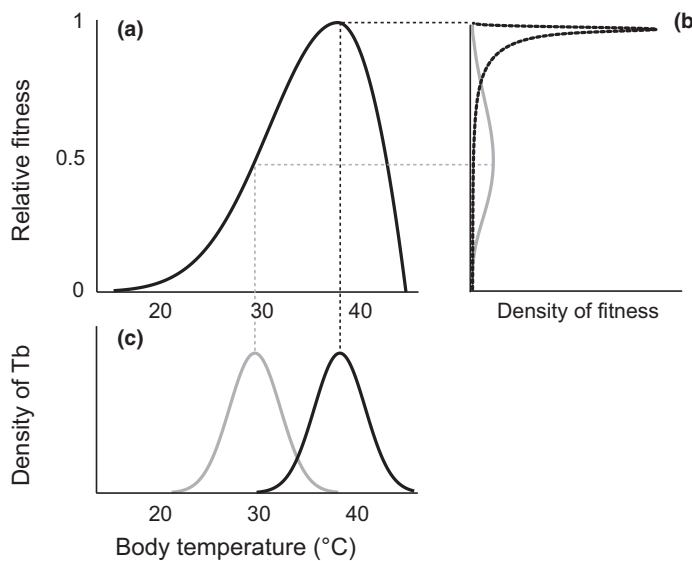 (a)
(b
Relative fitness
1
0.5
0
20 30 40
Density of fitness
(c)
Density of Tb
20 30 40
Body temperature (°C)